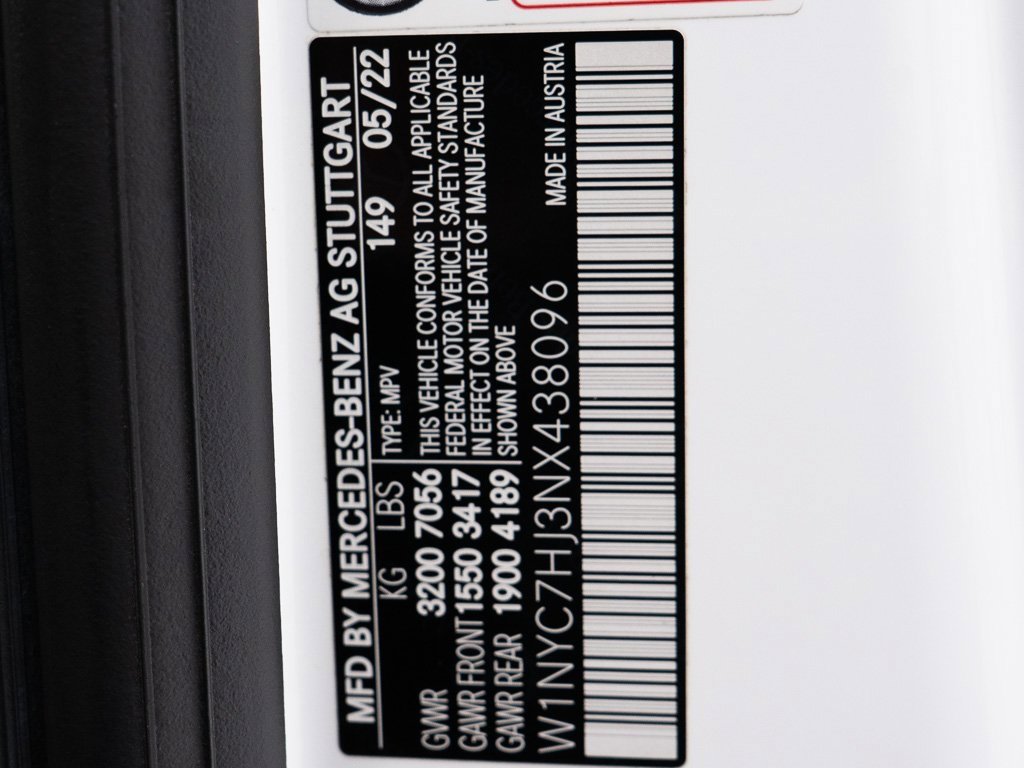 MFD BY MERCEDES-BENZ AG STUTTGART
KG LBS
GVWR 3200 7056
GAWR FRONT 1550 3417
GAWR REAR 1900 4189
149 05/22
TYPE: MPV
THIS VEHICLE CONFORMS TO ALL APPLICABLE
FEDERAL MOTOR VEHICLE SAFETY STANDARDS
IN EFFECT ON THE DATE OF MANUFACTURE
SHOWN ABOVE
W1NYC7HJ3NX438096
MADE IN AUSTRIA